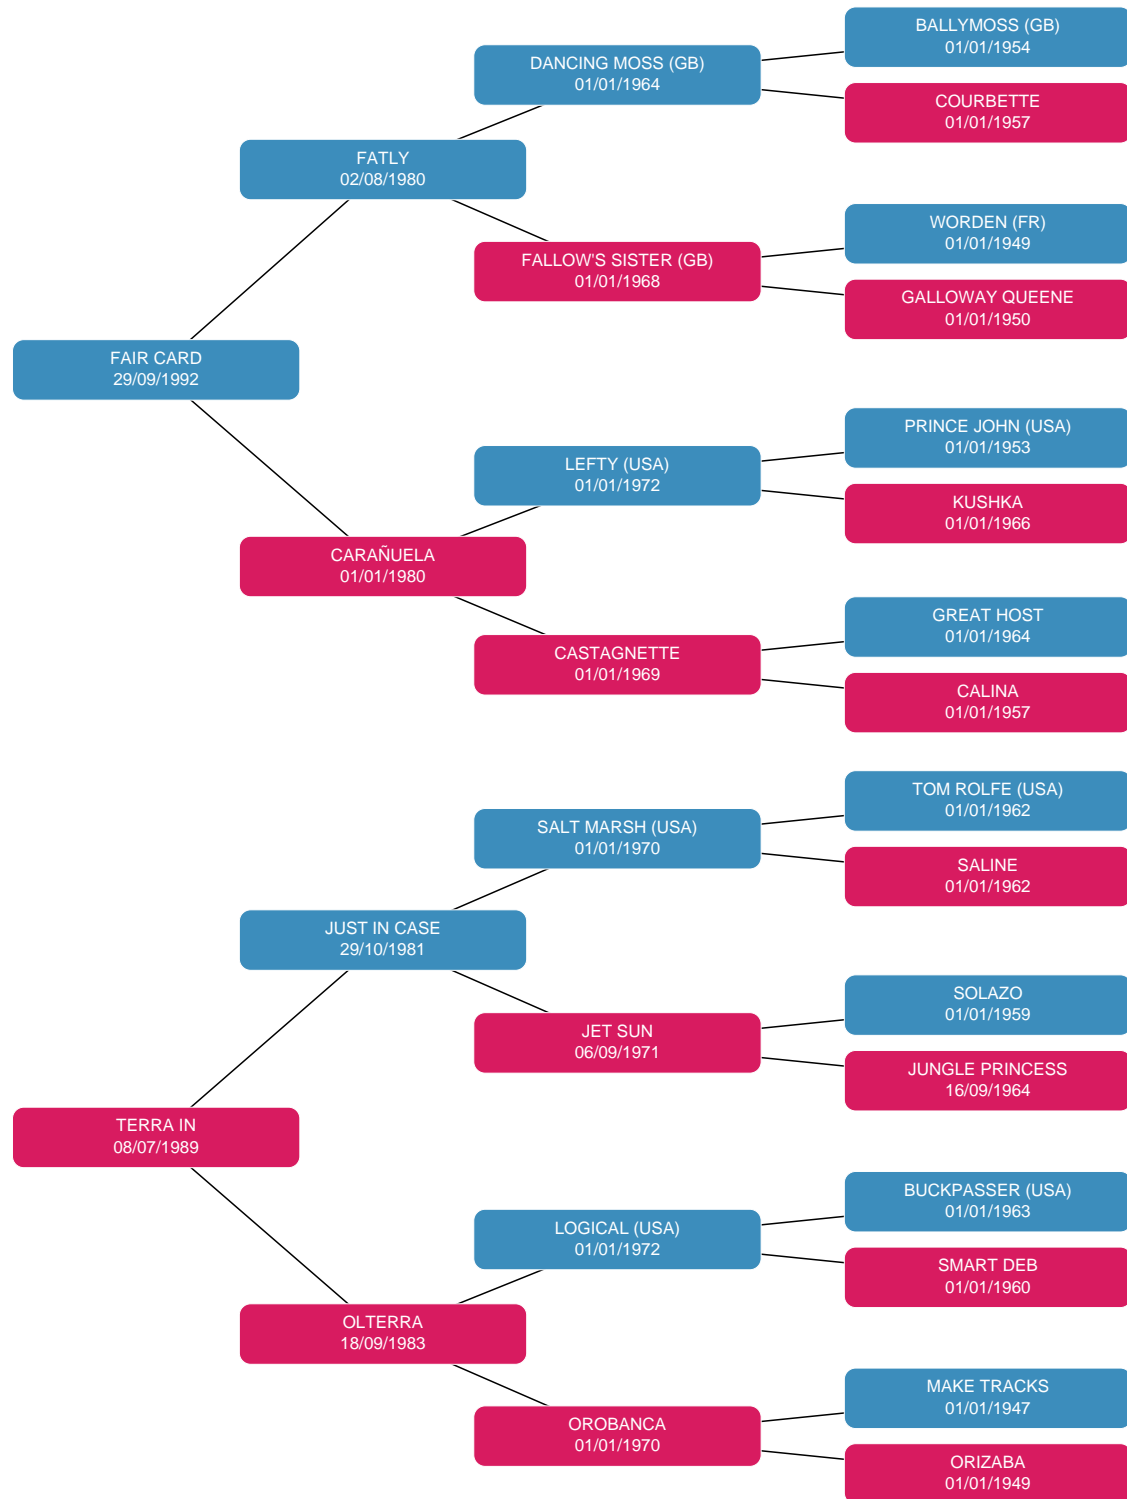 BALLYMOSS (GB)
01/01/1954
DANCING MOSS (GB)
01/01/1964
COURBETTE
01/01/1957
FATLY
02/08/1980
WORDEN (FR)
01/01/1949
FALLOW'S SISTER (GB)
01/01/1968
GALLOWAY QUEENE
01/01/1950
FAIR CARD
29/09/1992
PRINCE JOHN (USA)
01/01/1953
LEFTY (USA)
01/01/1972
KUSHKA
01/01/1966
CARAÑUELA
01/01/1980
GREAT HOST
01/01/1964
CASTAGNETTE
01/01/1969
CALINA
01/01/1957
TOM ROLFE (USA)
01/01/1962
SALT MARSH (USA)
01/01/1970
SALINE
01/01/1962
JUST IN CASE
29/10/1981
SOLAZO
01/01/1959
JET SUN
06/09/1971
JUNGLE PRINCESS
16/09/1964
TERRA IN
08/07/1989
BUCKPASSER (USA)
01/01/1963
LOGICAL (USA)
01/01/1972
SMART DEB
01/01/1960
OLTERRA
18/09/1983
MAKE TRACKS
01/01/1947
OROBANCA
01/01/1970
ORIZABA
01/01/1949